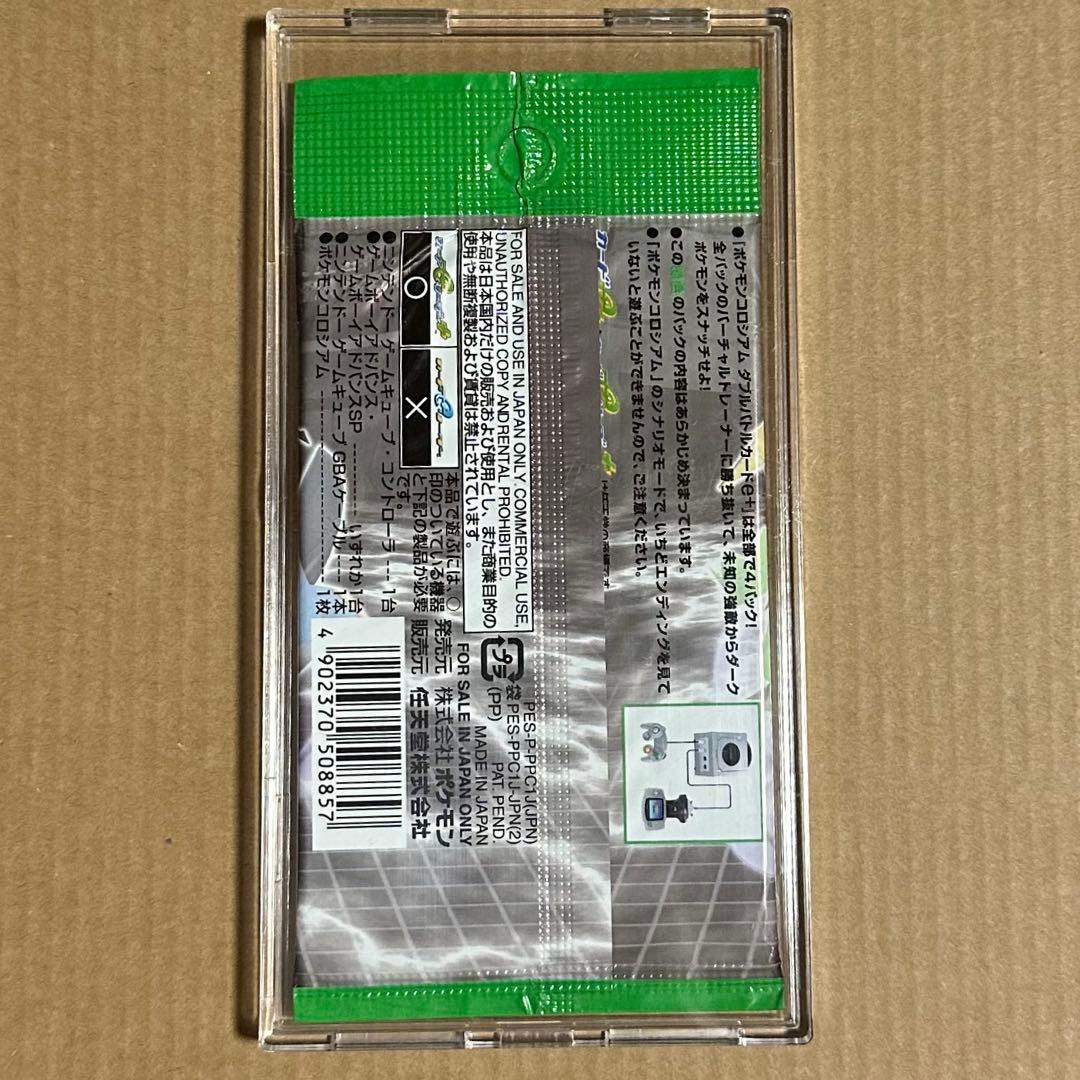 ●「ポケモンコロシアム ダブルバトルカードe+」は全部で4パック!
全パックのバーチャルトレーナーに勝ち抜いて、未知の強敵からダーク
ポケモンをスナッチせよ!
●この 緑色 のパックの内容はあらかじめ決まっています。
●「ポケモンコロシアム」のシナリオモードで、いちどエンディングを見て
いないと遊ぶことができませんので、ご注意ください。
FOR SALE AND USE IN JAPAN ONLY. COMMERCIAL USE,
UNAUTHORIZED COPY AND RENTAL PROHIBITED.
本品は日本国内だけの販売および使用とし、また商業目的の
使用や無断複製および賃貸は禁止されています。
○
×
本品で遊ぶには、○
印のついている機器
と下記の製品が必要
です。
●ニンテンドー ゲームキューブ・コントローラ --- 1台
●ゲームボーイアドバンス・
ゲームボーイアドバンスSP -------- いずれか1台
●ニンテンドー ゲームキューブ GBAケーブル --- 1本
●ポケモンコロシアム --------------- 1枚
PES-P-PPC1J(JPN)
プラ
袋 PES-PPC1J-JPN(2)
(PP) PAT. PEND.
MADE IN JAPAN
FOR SALE IN JAPAN ONLY
発売元 株式会社ポケモン
販売元 任天堂株式会社
4 902370 508857